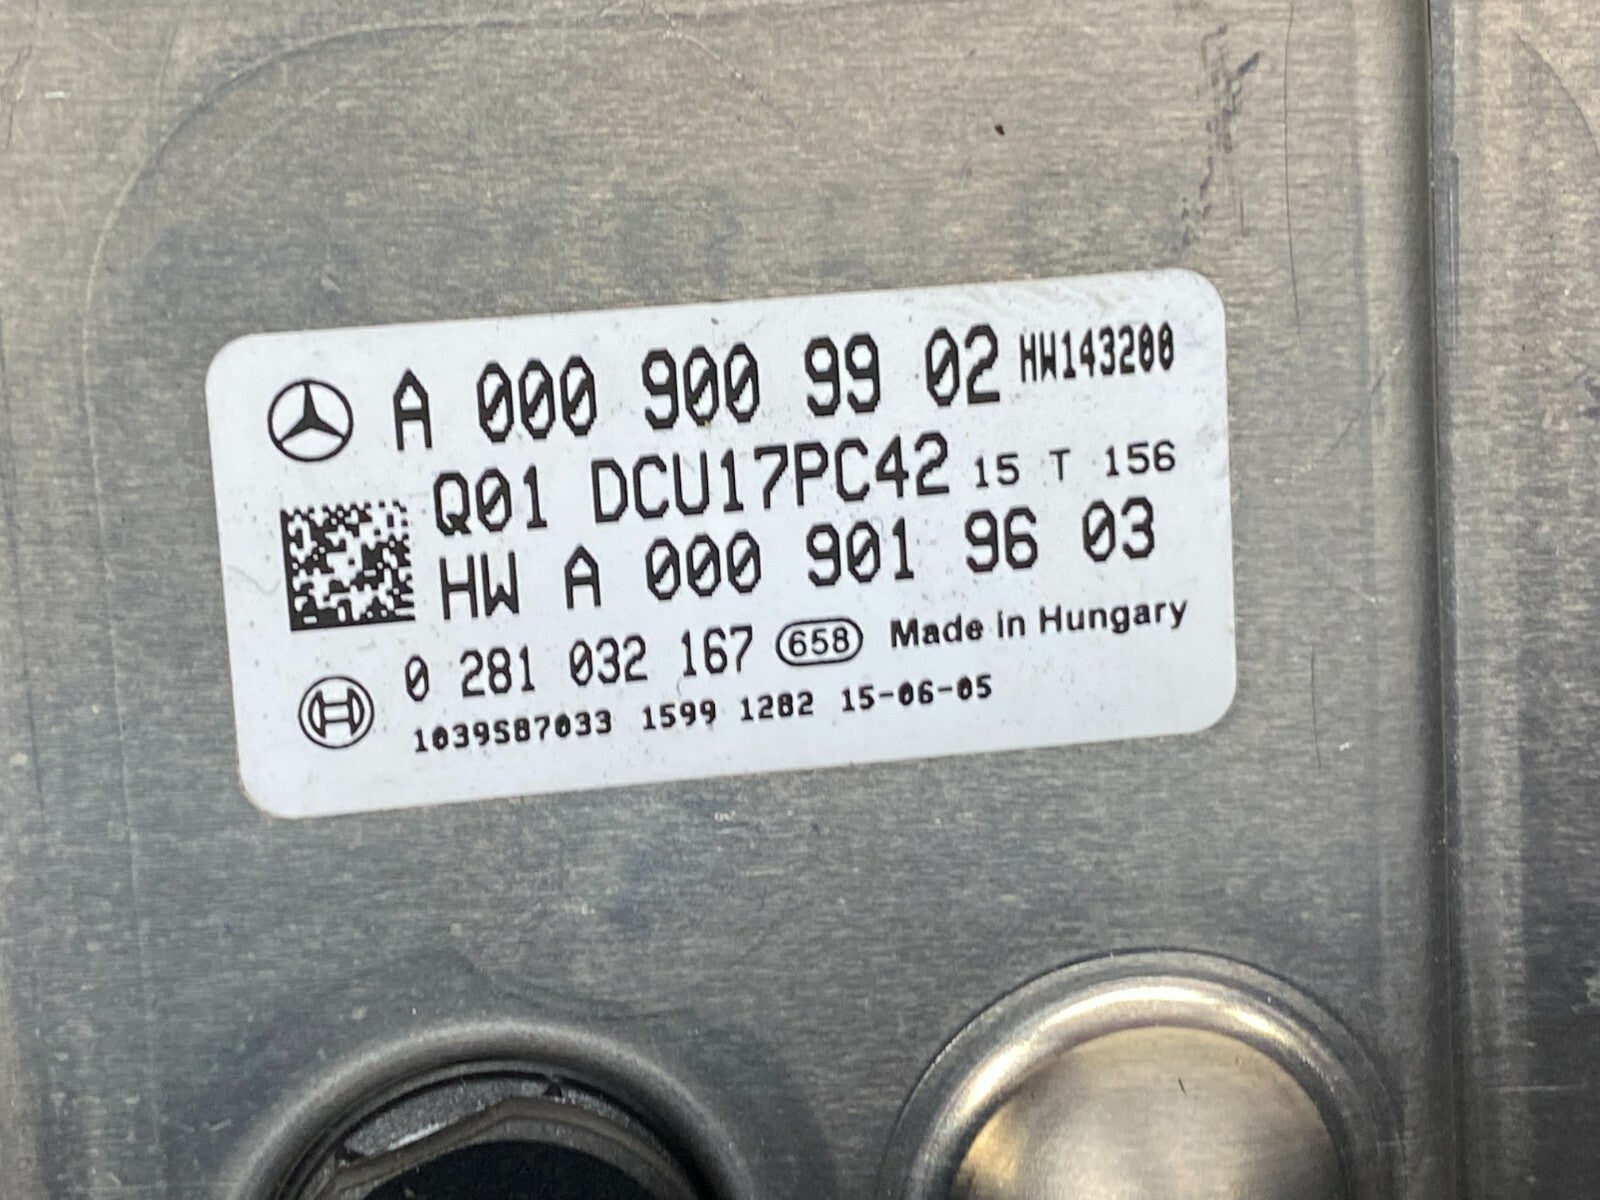 A 000 900 99 02 HW143200
Q01 DCU17PC42 15 T 156
HW A 000 901 96 03
0 281 032 167 658 Made in Hungary
1039S87033 1599 1282 15-06-05